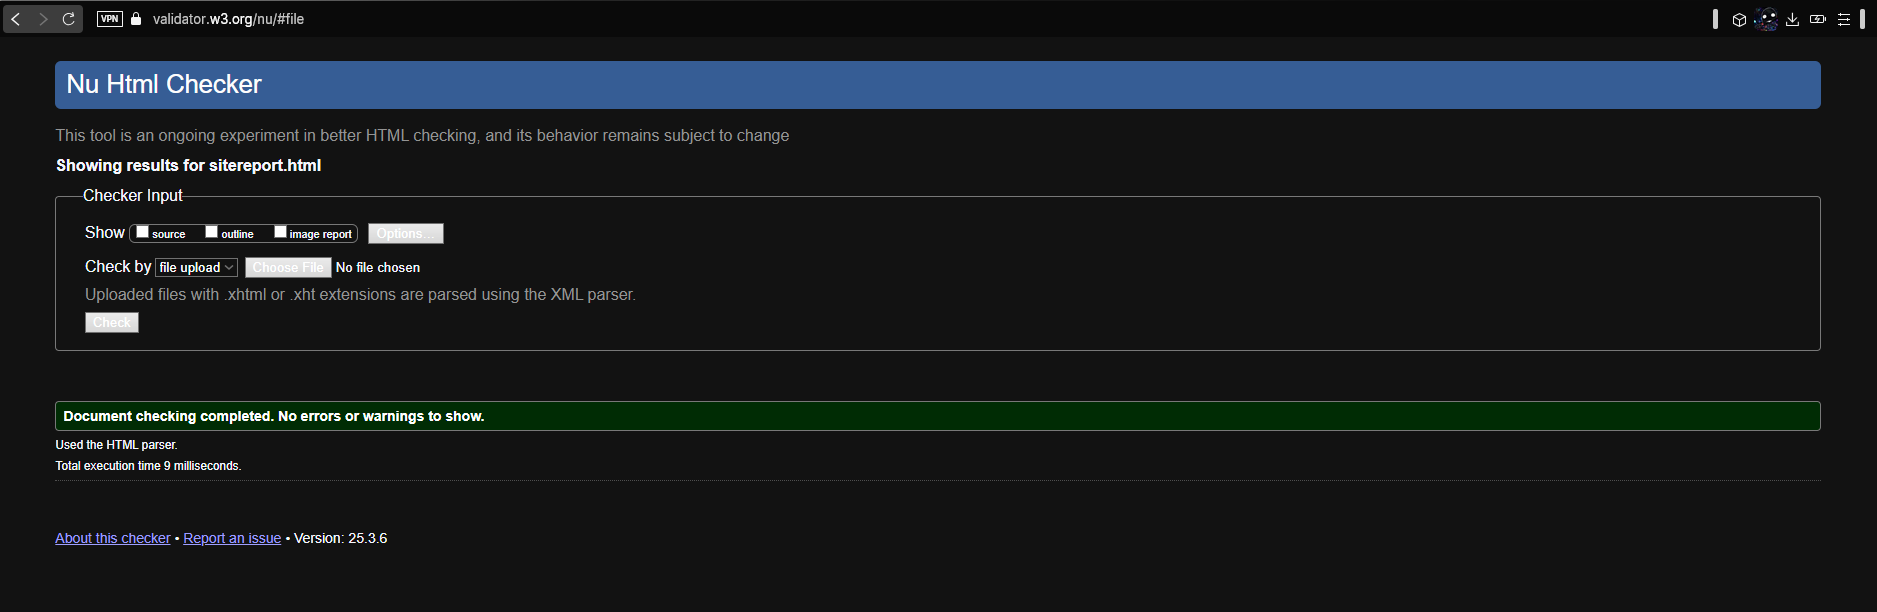 VPN validator.w3.org/nu/#file
Nu Html Checker
This tool is an ongoing experiment in better HTML checking, and its behavior remains subject to change
Showing results for sitereport.html
Checker Input
Show source outline image report Options...
Check by file upload Choose File No file chosen
Uploaded files with .xhtml or .xht extensions are parsed using the XML parser.
Check
Document checking completed. No errors or warnings to show.
Used the HTML parser.
Total execution time 9 milliseconds.
About this checker • Report an issue • Version: 25.3.6